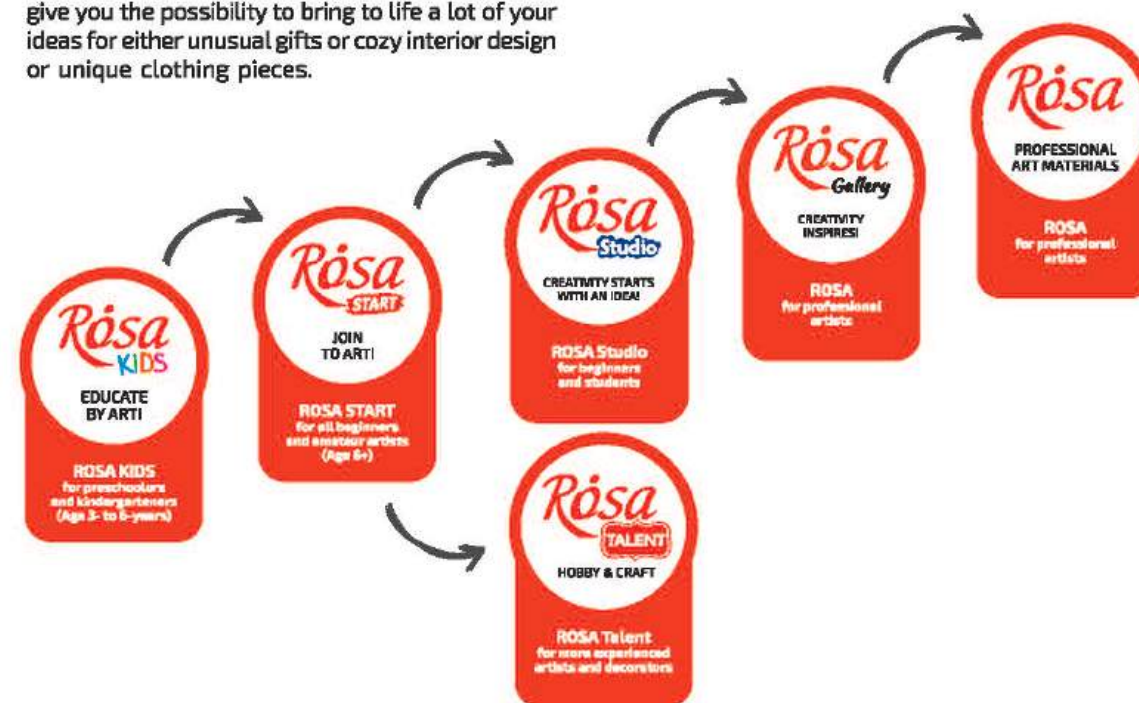 give you the possibility to bring to life a lot of your
ideas for either unusual gifts or cozy interior design
or unique clothing pieces.
Rosa
KIDS
EDUCATE
BY ART!
ROSA KIDS
for preschoolers
and kindergarteners
(Age 3- to 6-years)
Rosa
START
JOIN
TO ART!
ROSA START
for all beginners
and amateur artists
(Age 6+)
Rosa
Studio
CREATIVITY STARTS
WITH AN IDEA!
ROSA Studio
for beginners
and students
Rosa
TALENT
HOBBY & CRAFT
ROSA Talent
for more experienced
artists and decorators
Rosa
Gallery
CREATIVITY
INSPIRES!
ROSA
for professional
artists
Rosa
PROFESSIONAL
ART MATERIALS
ROSA
for professional
artists